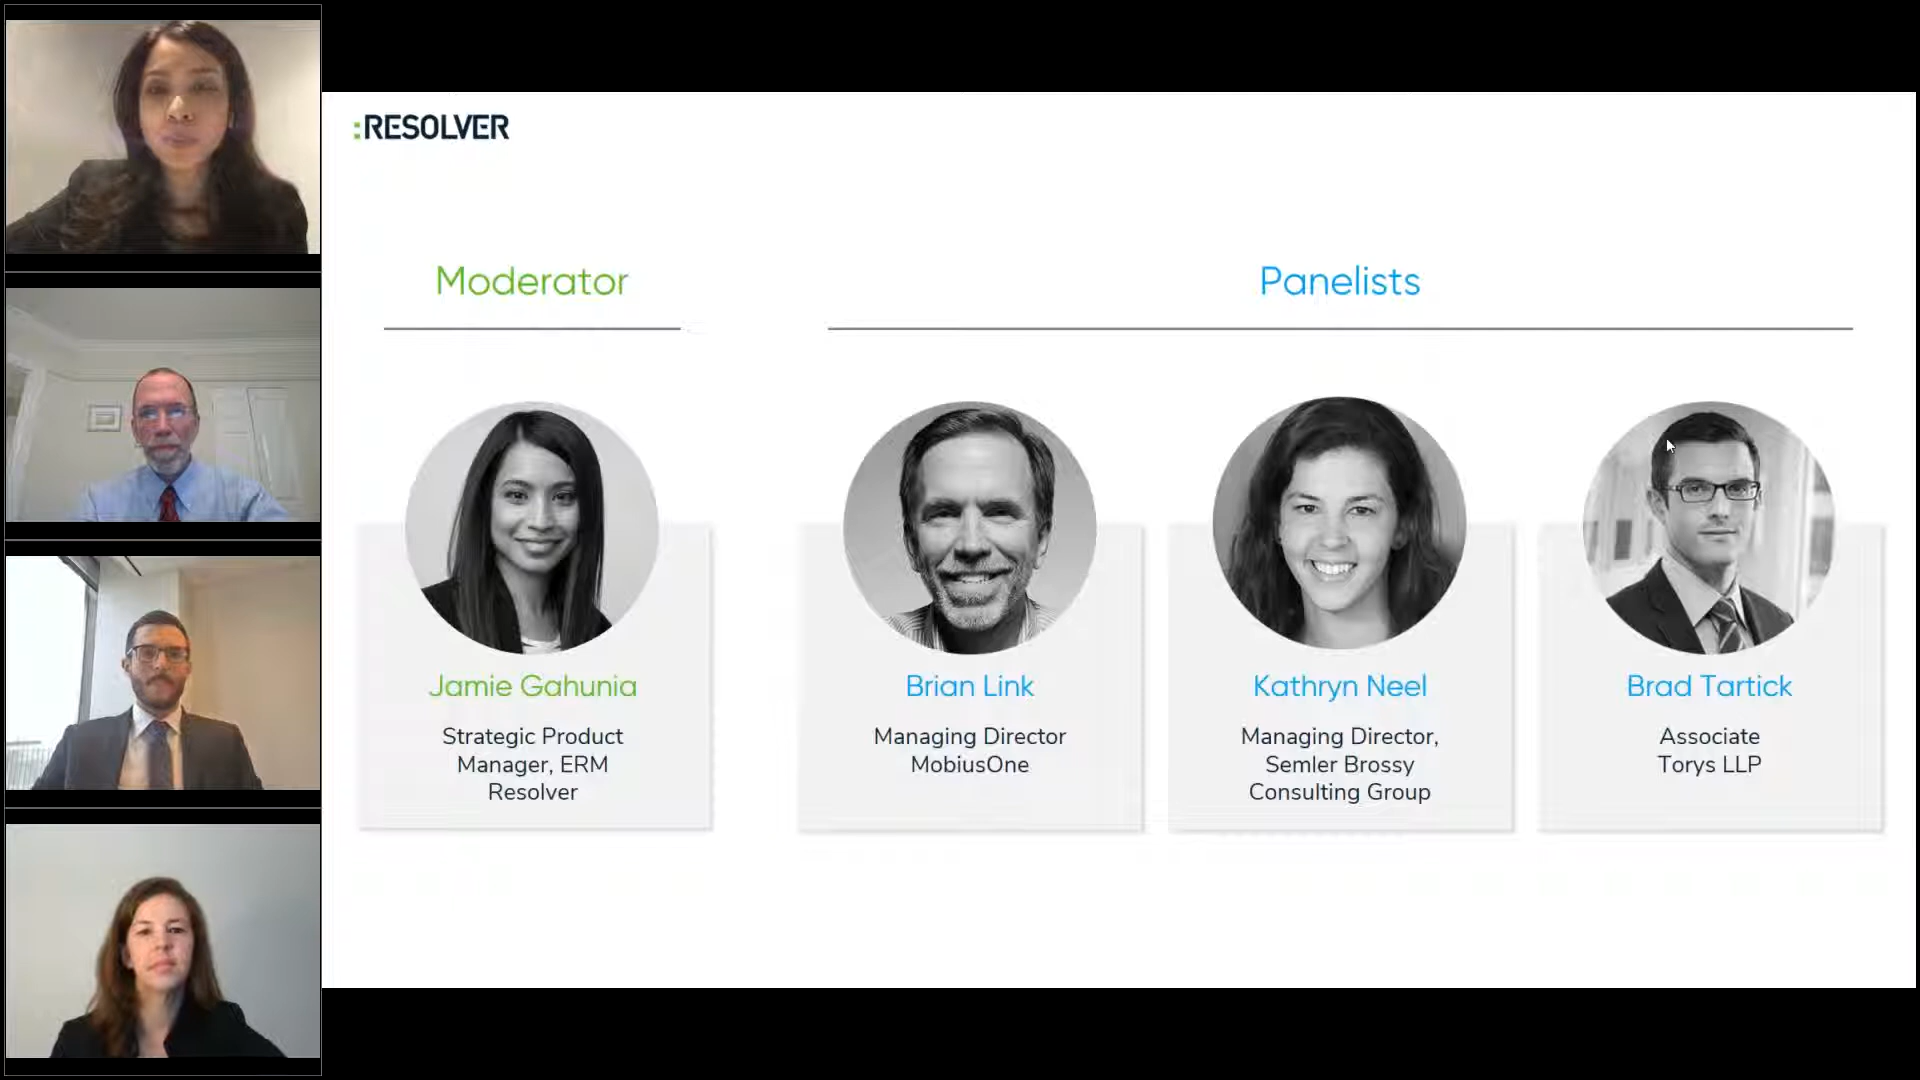 :RESOLVER
Moderator
Panelists
Jamie Gahunia
Strategic Product
Manager, ERM
Resolver
Brian Link
Managing Director
MobiusOne
Kathryn Neel
Managing Director,
Semler Brossy
Consulting Group
Brad Tartick
Associate
Torys LLP